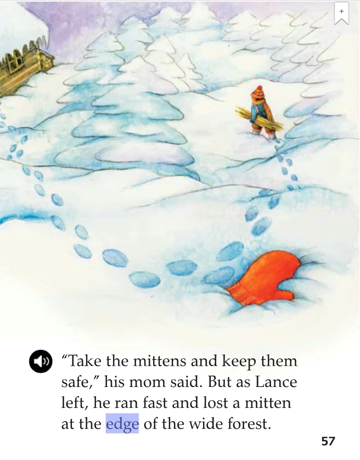 “Take the mittens and keep them
safe,” his mom said. But as Lance
left, he ran fast and lost a mitten
at the edge of the wide forest.
57